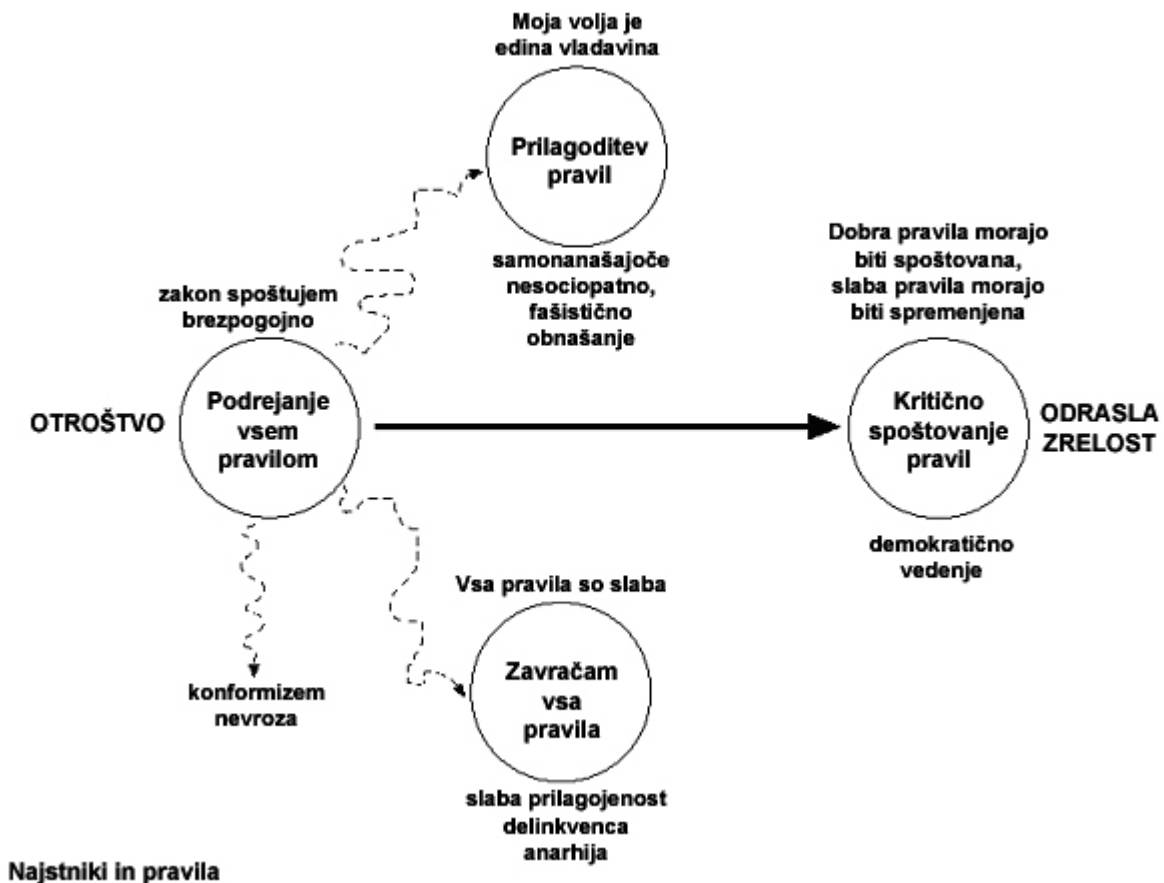 Moja volja je
edina vladavina
Prilagoditev
pravil
samonanašajoče
nesociopatno,
fašistično
obnašanje
Dobra pravila morajo
biti spoštovana,
slaba pravila morajo
biti spremenjena
zakon spoštujem
brezpogojno
OTROŠTVO
Podrejanje
vsem
pravilom
Kritično
spoštovanje
pravil
ODRASLA
ZRELOST
demokratično
vedenje
konformizem
nevroza
Vsa pravila so slaba
Zavračam
vsa
pravila
slaba prilagojenost
delinkvenca
anarhija
Najstniki in pravila